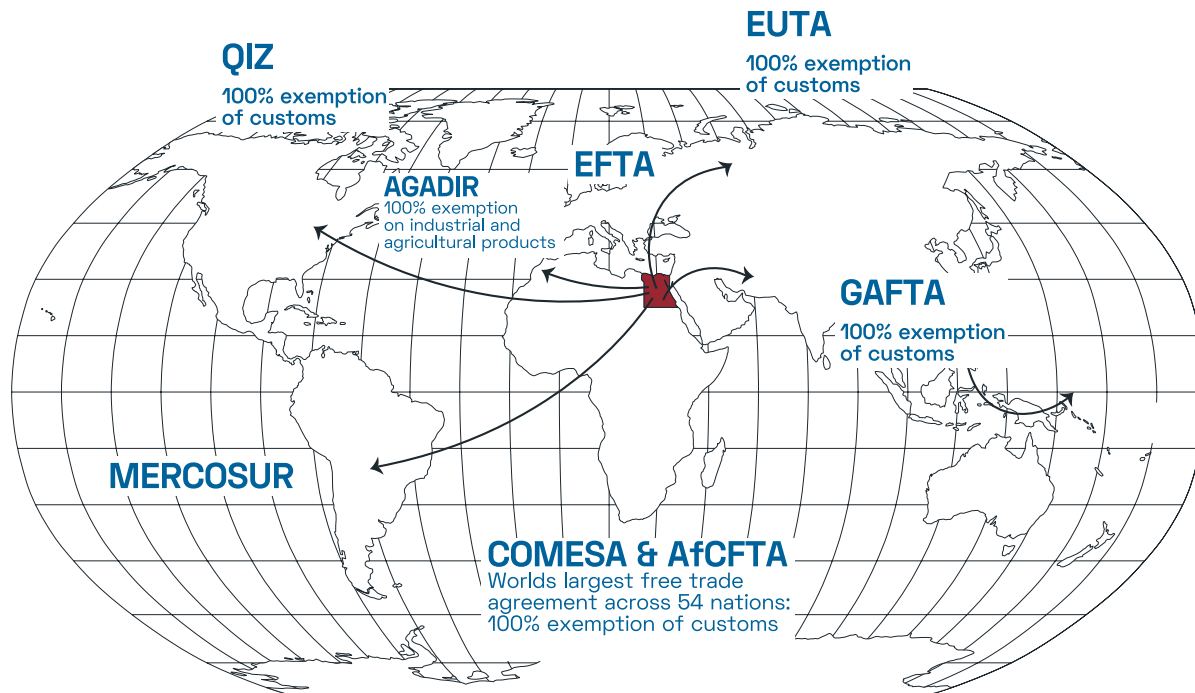 EUTA
100% exemption
of customs
QIZ
100% exemption
of customs
EFTA
AGADIR
100% exemption
on industrial and
agricultural products
GAFTA
100% exemption
of customs
MERCOSUR
COMESA & AfCFTA
Worlds largest free trade
agreement across 54 nations:
100% exemption of customs